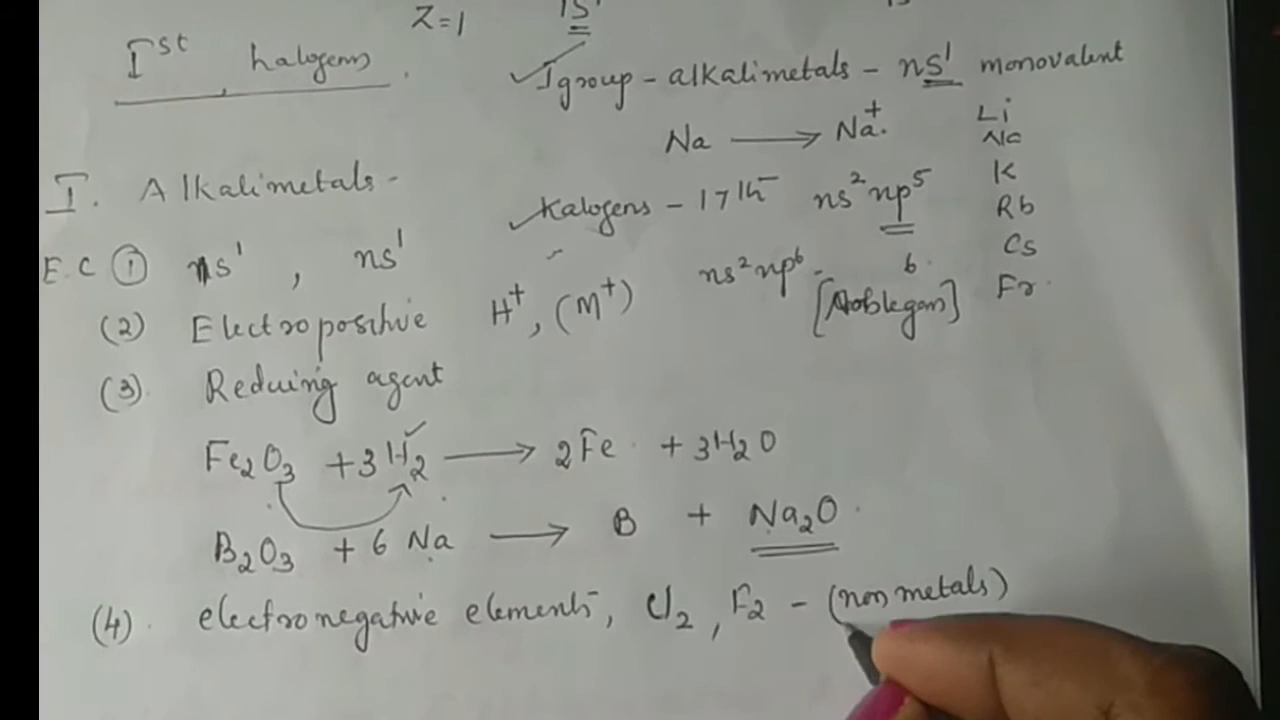 Z=1 1s¹
Iˢᵗ, halogens.
✓ I group - alkalimetals - ns¹ monovalent
Na ⟶ Na⁺.
Li
Na
K
Rb
Cs
Fr.
I. Alkalimetals -
✓ Halogens - 17th ns²np⁵
E.C ① ns¹, ns¹
ns²np⁶. 6.
[Noblegas]
(2) Electropositive H⁺, (M⁺)
(3). Reducing agent
Fe₂O₃ + 3H₂ ⟶ 2Fe + 3H₂O
B₂O₃ + 6 Na ⟶ B + Na₂O.
(4). electronegative elements, Cl₂, F₂ - (non metals)